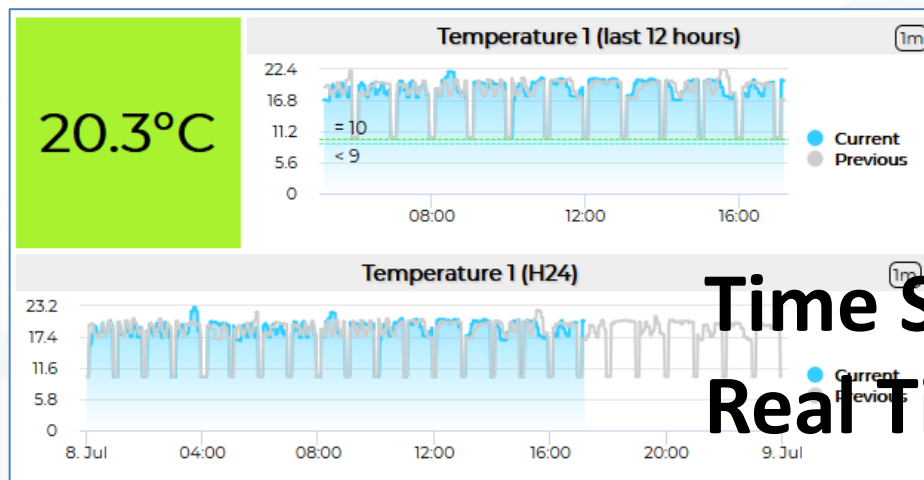 20.3°C
Temperature 1 (last 12 hours)
1m
22.4
16.8
11.2
5.6
0
= 10
< 9
08:00
12:00
16:00
Current
Previous
Temperature 1 (H24)
1m
23.2
17.4
11.6
5.8
0
8. Jul
04:00
08:00
12:00
16:00
20:00
9. Jul
Current
Previous
Time S
Real Ti